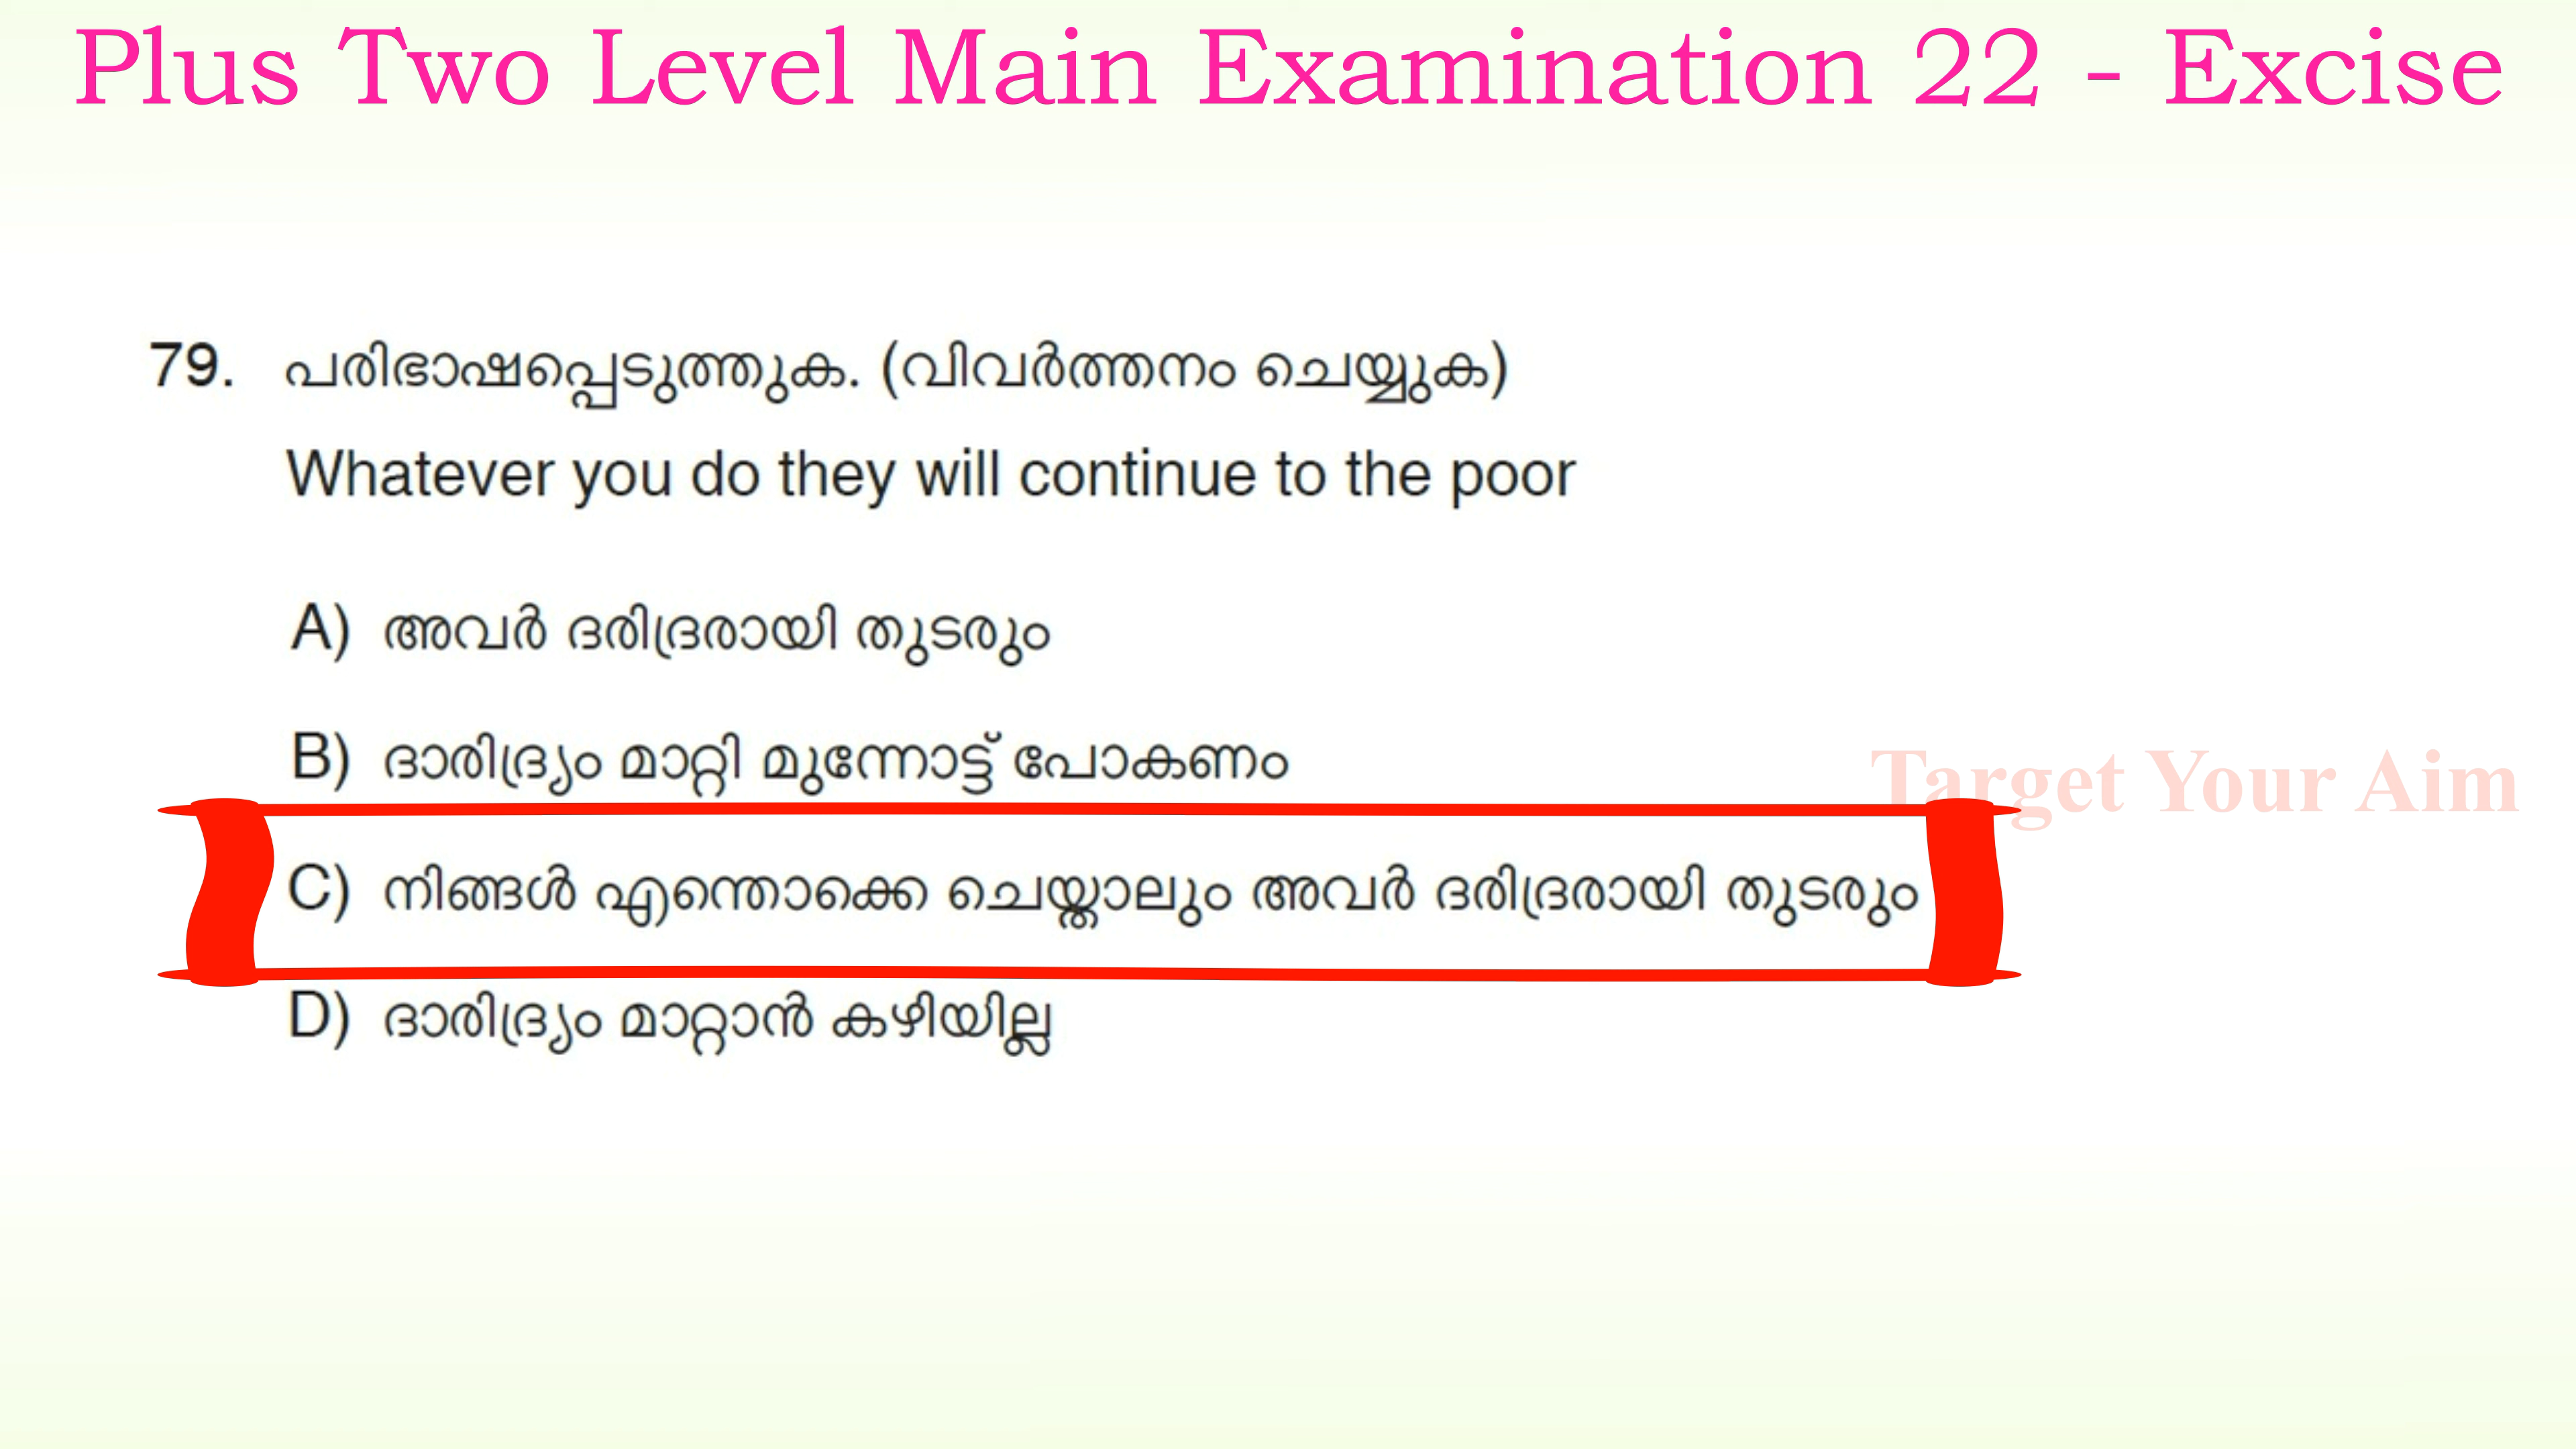 Plus Two Level Main Examination 22 - Excise
79. പരിഭാഷപ്പെടുത്തുക. (വിവർത്തനം ചെയ്യുക)
Whatever you do they will continue to the poor
A) അവർ ദരിദ്രരായി തുടരും
B) ദാരിദ്ര്യം മാറ്റി മുന്നോട്ട് പോകണം
Target Your Aim
C) നിങ്ങൾ എന്തൊക്കെ ചെയ്താലും അവർ ദരിദ്രരായി തുടരും
D) ദാരിദ്ര്യം മാറ്റാൻ കഴിയില്ല